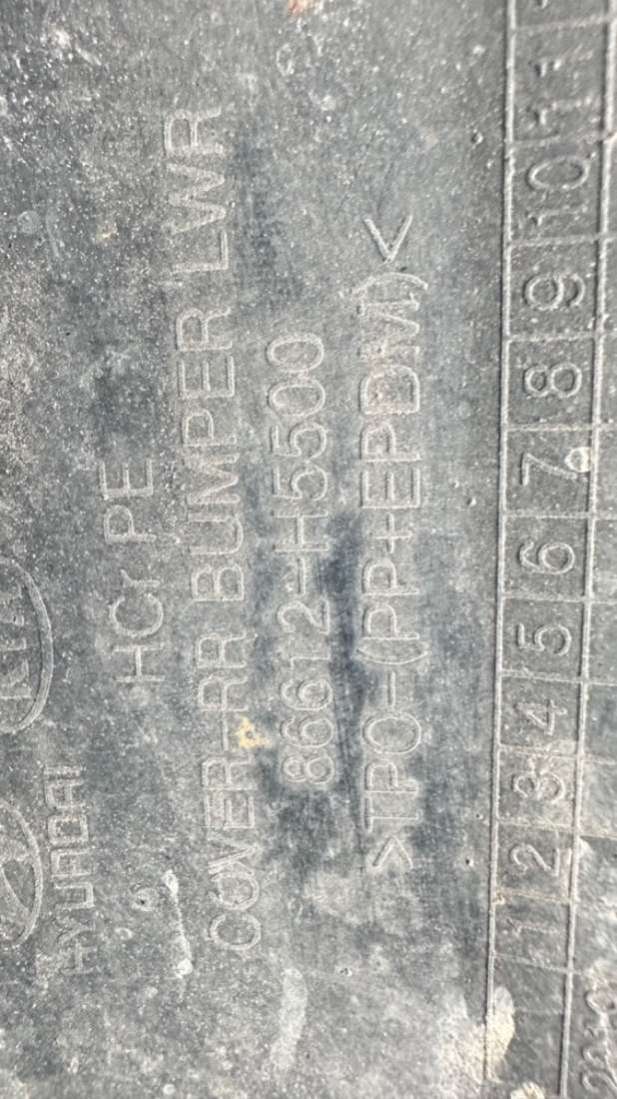 KIA
HYUNDAI
HCr PE
COVER-RR BUMPER LWR
86612-H5500
>TPO-(PP+EPDM)<
1 2 3 4 5 6 7 8 9 10 11